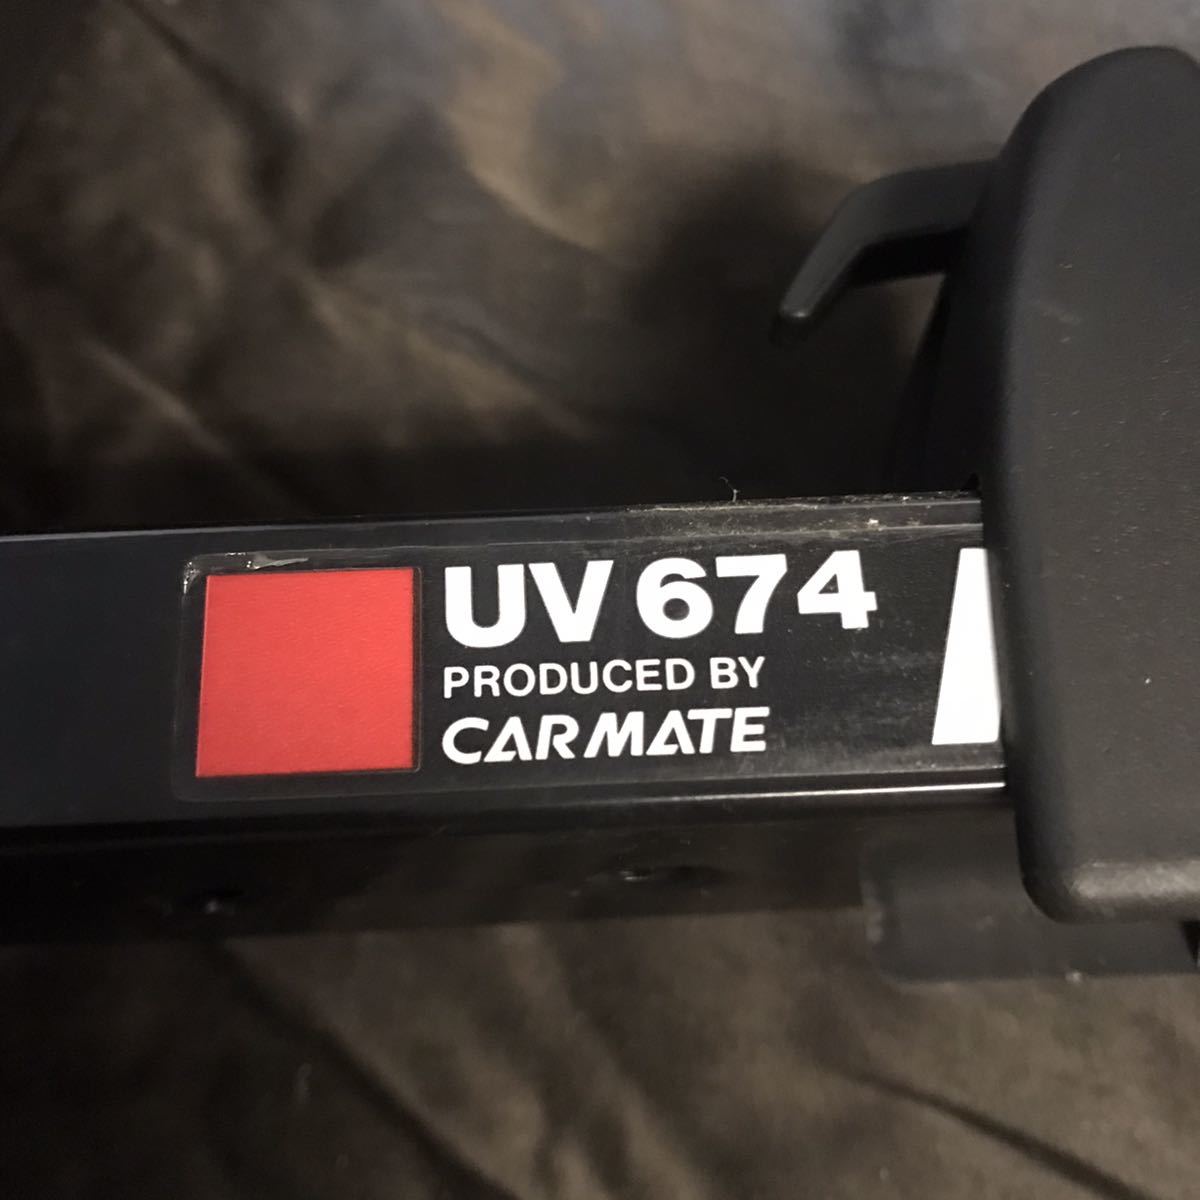 UV 674
PRODUCED BY
CARMATE